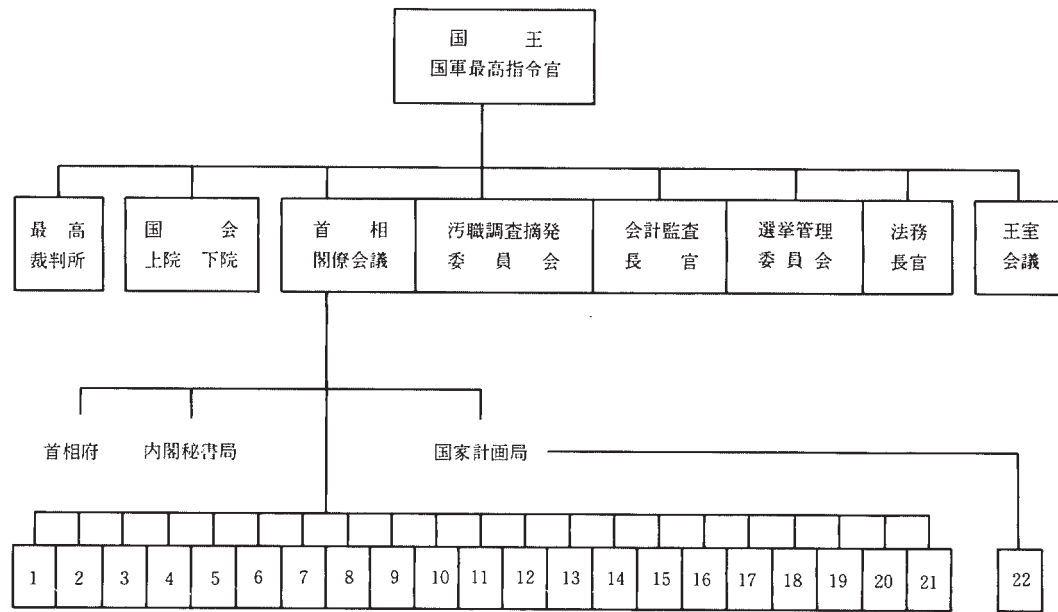 国 王
国軍最高指令官
最 高
裁判所
国 会
上院 下院
首 相
閣僚会議
汚職調査摘発
委 員 会
会計監査
長 官
選挙管理
委 員 会
法務
長官
王室
会議
首相府 内閣秘書局 国家計画局
1 2 3 4 5 6 7 8 9 10 11 12 13 14 15 16 17 18 19 20 21 22